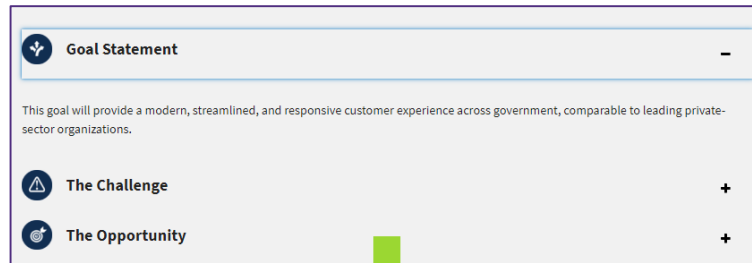 Goal Statement
This goal will provide a modern, streamlined, and responsive customer experience across government, comparable to leading private-
sector organizations.
The Challenge
The Opportunity